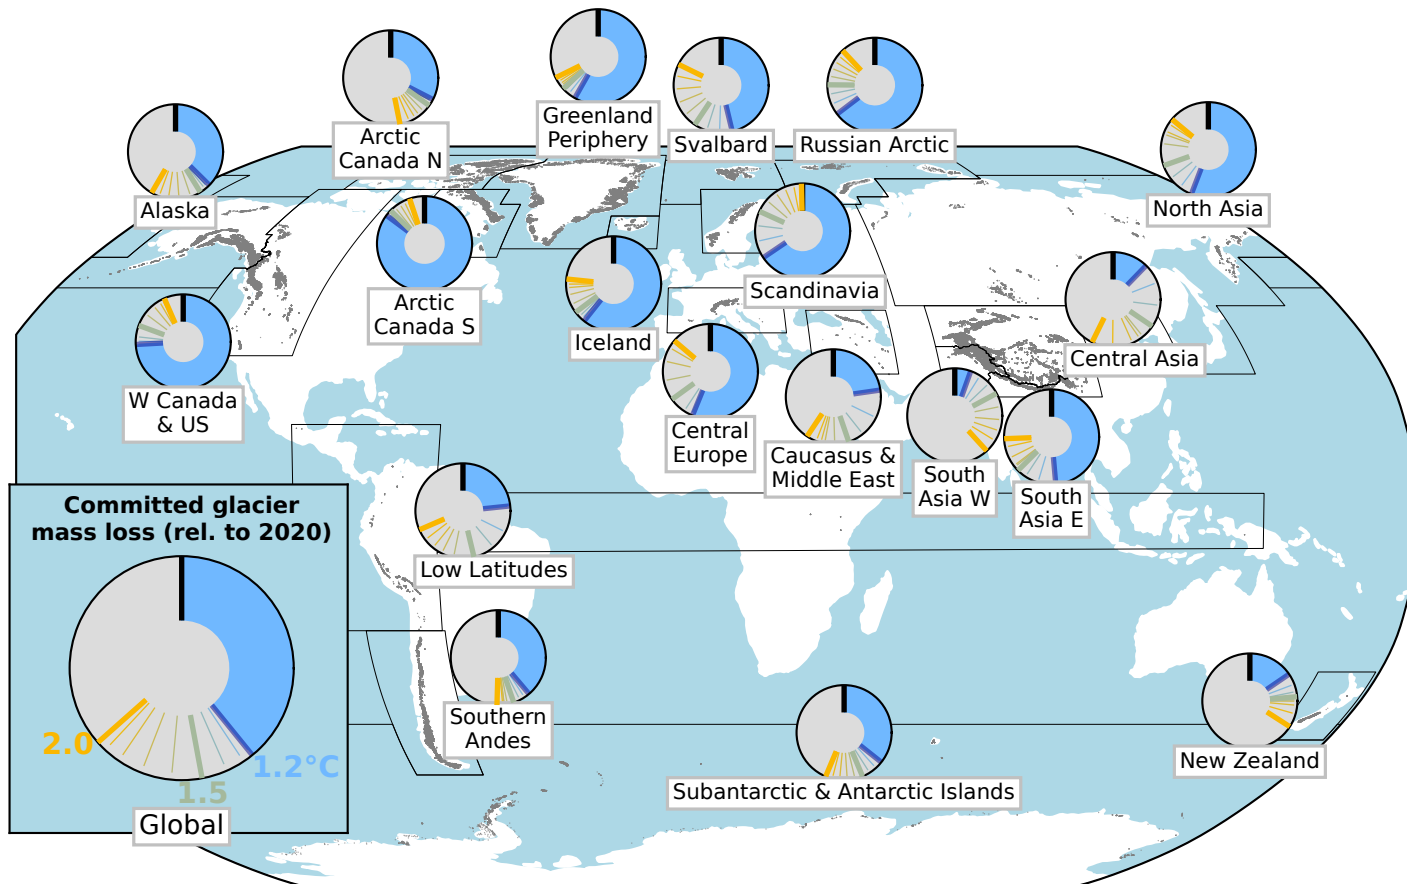 Greenland
Periphery
Arctic
Canada N
Svalbard
Russian Arctic
Alaska
North Asia
Arctic
Canada S
Scandinavia
Iceland
Central Asia
W Canada
& US
Central
Europe
Caucasus &
Middle East
South
Asia W
South
Asia E
Committed glacier
mass loss (rel. to 2020)
Low Latitudes
2.0
1.2°C
1.5
Global
Southern
Andes
New Zealand
Subantarctic & Antarctic Islands